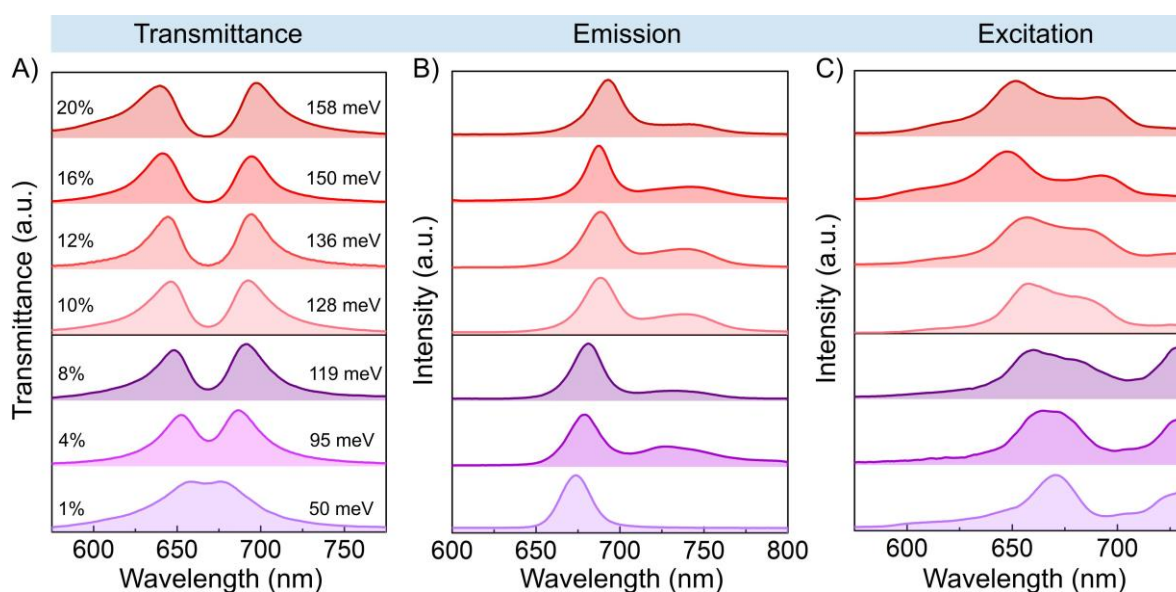 Transmittance Emission Excitation
A) B) C)
20% 158 meV
16% 150 meV
12% 136 meV
10% 128 meV
8% 119 meV
4% 95 meV
1% 50 meV
Transmittance (a.u.)
Intensity (a.u.)
Intensity (a.u.)
600 650 700 750 600 650 700 750 800 600 650 700
Wavelength (nm) Wavelength (nm) Wavelength (nm)